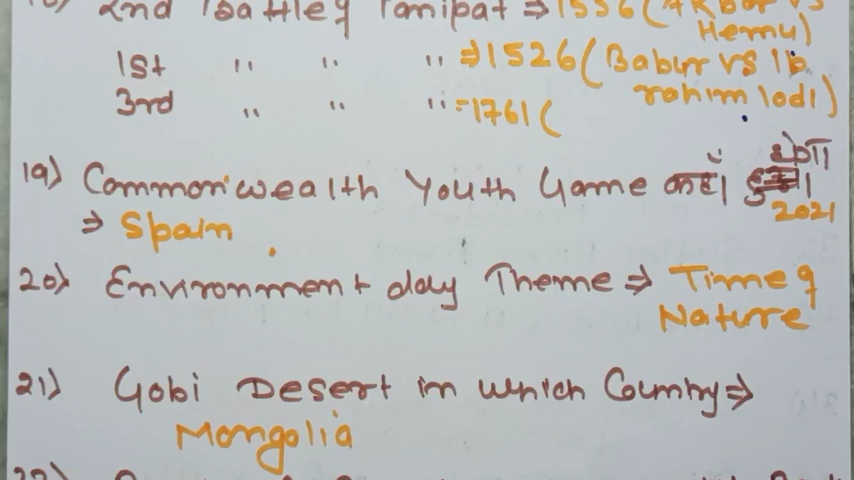 2nd Battle of Panipat ⇒ 1556 (Akbar vs
Hemu)
1st " " " ⇒ 1526 (Babur vs Ib
rahim lodi)
3rd " " " = 1761 (
19) Commonwealth Youth Game कहाँ होगा
2021
⇒ Spain
20) Environment day Theme ⇒ Time of
Nature
21) Gobi Desert in which Country ⇒
Mongolia